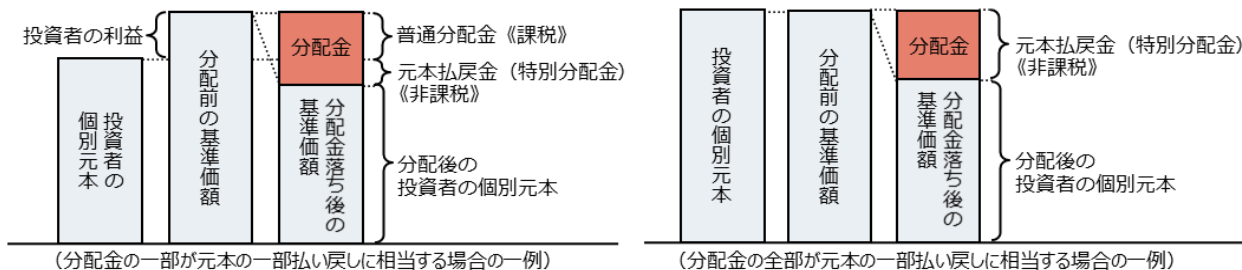 投資者の利益
投資者の
個別元本
分配前の基準価額
分配金
分配金落ち後の
基準価額
普通分配金《課税》
元本払戻金（特別分配金）
《非課税》
分配後の
投資者の個別元本
（分配金の一部が元本の一部払い戻しに相当する場合の一例）
投資者の個別元本
分配前の基準価額
分配金
分配金落ち後の
基準価額
元本払戻金（特別分配金）
《非課税》
分配後の
投資者の個別元本
（分配金の全部が元本の一部払い戻しに相当する場合の一例）